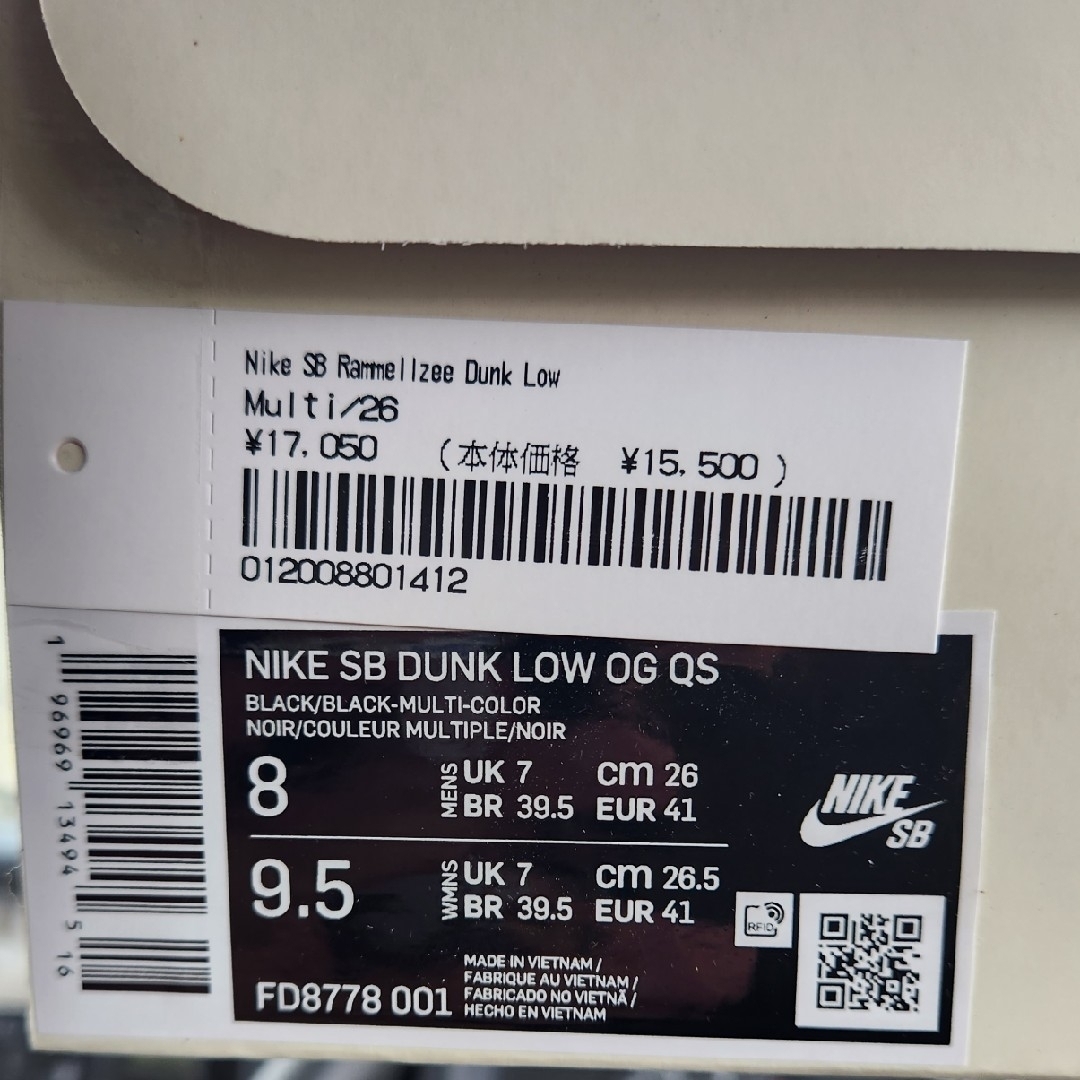 Nike SB Rammellzee Dunk Low
Multi/26
¥17,050 (本体価格 ¥15,500 )
012008801412
1 96969 13494 5 16
NIKE SB DUNK LOW OG QS
BLACK/BLACK-MULTI-COLOR
NOIR/COULEUR MULTIPLE/NOIR
8 MENS UK 7 cm 26
BR 39.5 EUR 41
9.5 WMNS UK 7 cm 26.5
BR 39.5 EUR 41
NIKE
SB
RFID
FD8778 001
MADE IN VIETNAM /
FABRIQUE AU VIETNAM /
FABRICADO NO VIETNÃ /
HECHO EN VIETNAM